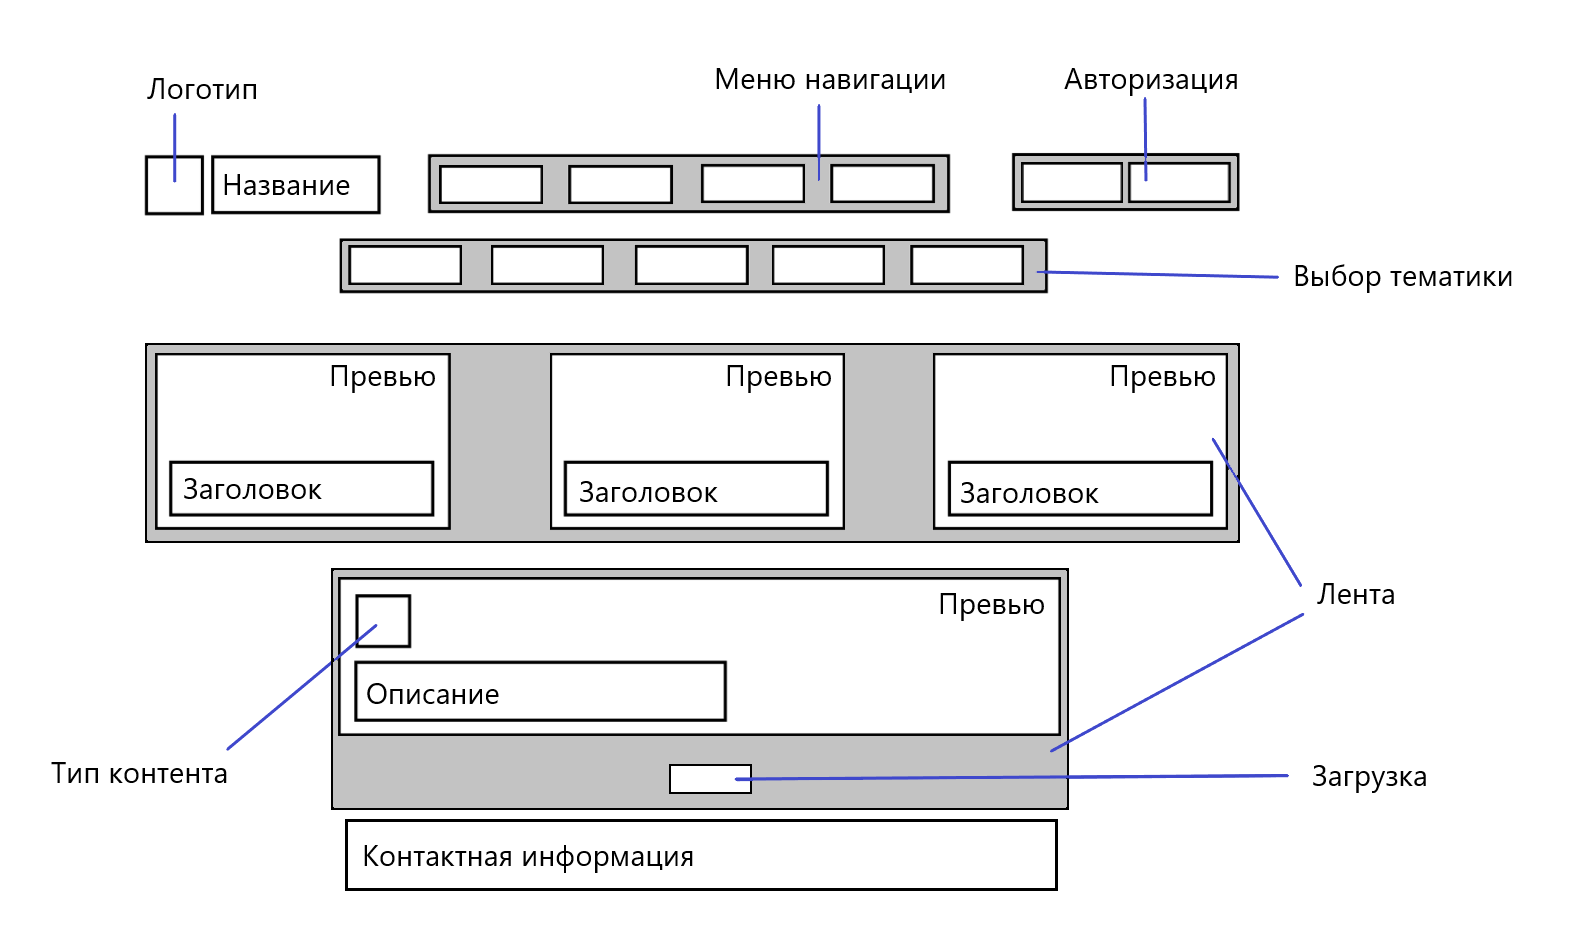 Логотип
Меню навигации
Авторизация
Название
Выбор тематики
Превью
Превью
Превью
Заголовок
Заголовок
Заголовок
Превью
Лента
Описание
Тип контента
Загрузка
Контактная информация